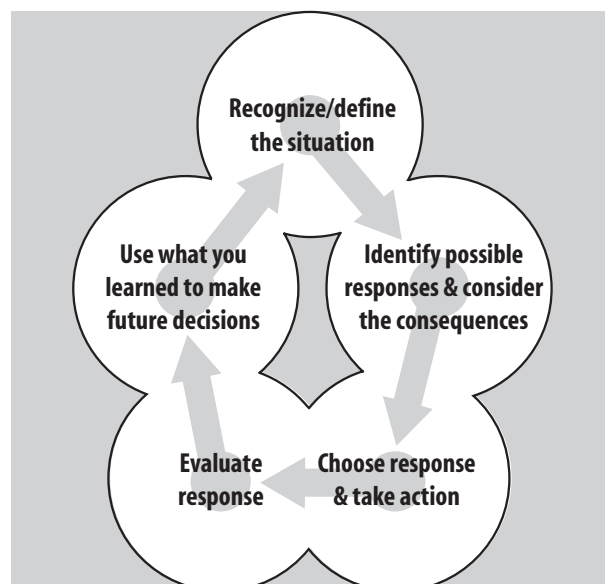 Recognize/define
the situation
Identify possible
responses & consider
the consequences
Choose response
& take action
Evaluate
response
Use what you
learned to make
future decisions